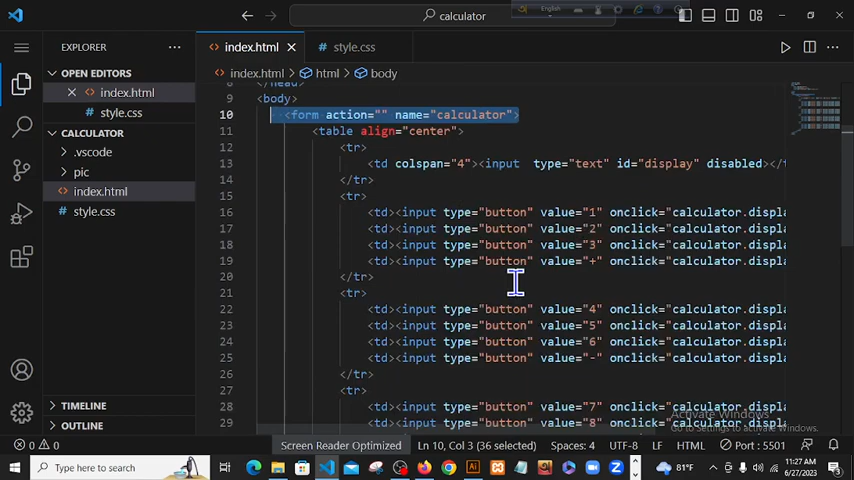 calculator
English
EXPLORER
index.html
style.css
OPEN EDITORS
index.html
style.css
CALCULATOR
.vscode
pic
index.html
style.css
TIMELINE
OUTLINE
index.html > html > body
8 </head>
9 <body>
10 <form action="" name="calculator">
11 <table align="center">
12 <tr>
13 <td colspan="4"><input  type="text" id="display" disabled></t
14 </tr>
15 <tr>
16 <td><input type="button" value="1" onclick="calculator.displa
17 <td><input type="button" value="2" onclick="calculator.displa
18 <td><input type="button" value="3" onclick="calculator.displa
19 <td><input type="button" value="+" onclick="calculator.displa
20 </tr>
21 <tr>
22 <td><input type="button" value="4" onclick="calculator.displa
23 <td><input type="button" value="5" onclick="calculator.displa
24 <td><input type="button" value="6" onclick="calculator.displa
25 <td><input type="button" value="-" onclick="calculator.displa
26 </tr>
27 <tr>
28 <td><input type="button" value="7" onclick="calculator.displa
29 <td><input type="button" value="8" onclick="calculator.displa
Activate Windows
Go to Settings to activate Windows.
0 0 Screen Reader Optimized Ln 10, Col 3 (36 selected) Spaces: 4 UTF-8 LF HTML Port : 5501
Type here to search
81°F
11:27 AM
6/27/2023